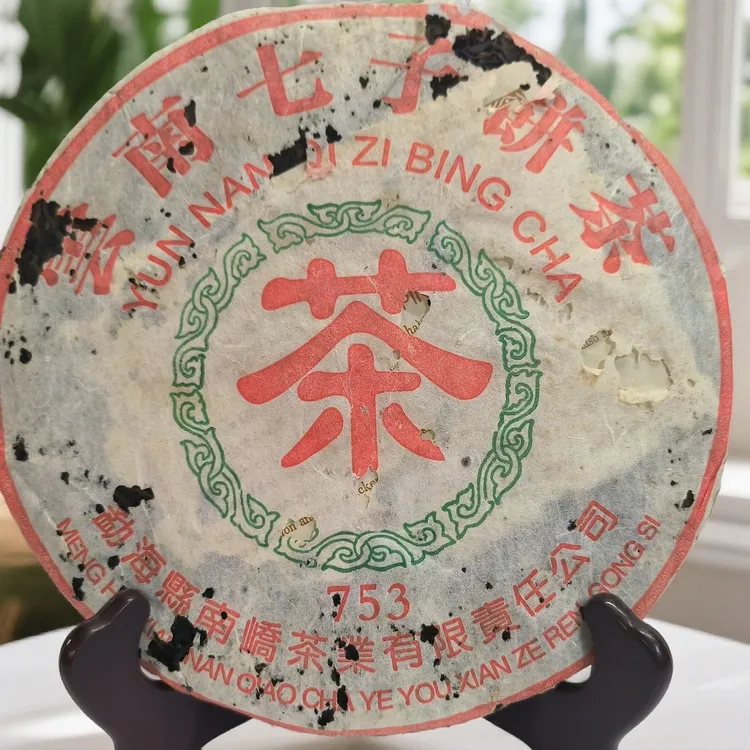 雲南七子餅茶
YUN NAN QI ZI BING CHA
茶
753
勐海縣南嶠茶業有限責任公司
MENG NAN QIAO CHA YE YOU XIAN ZE REN GONG SI